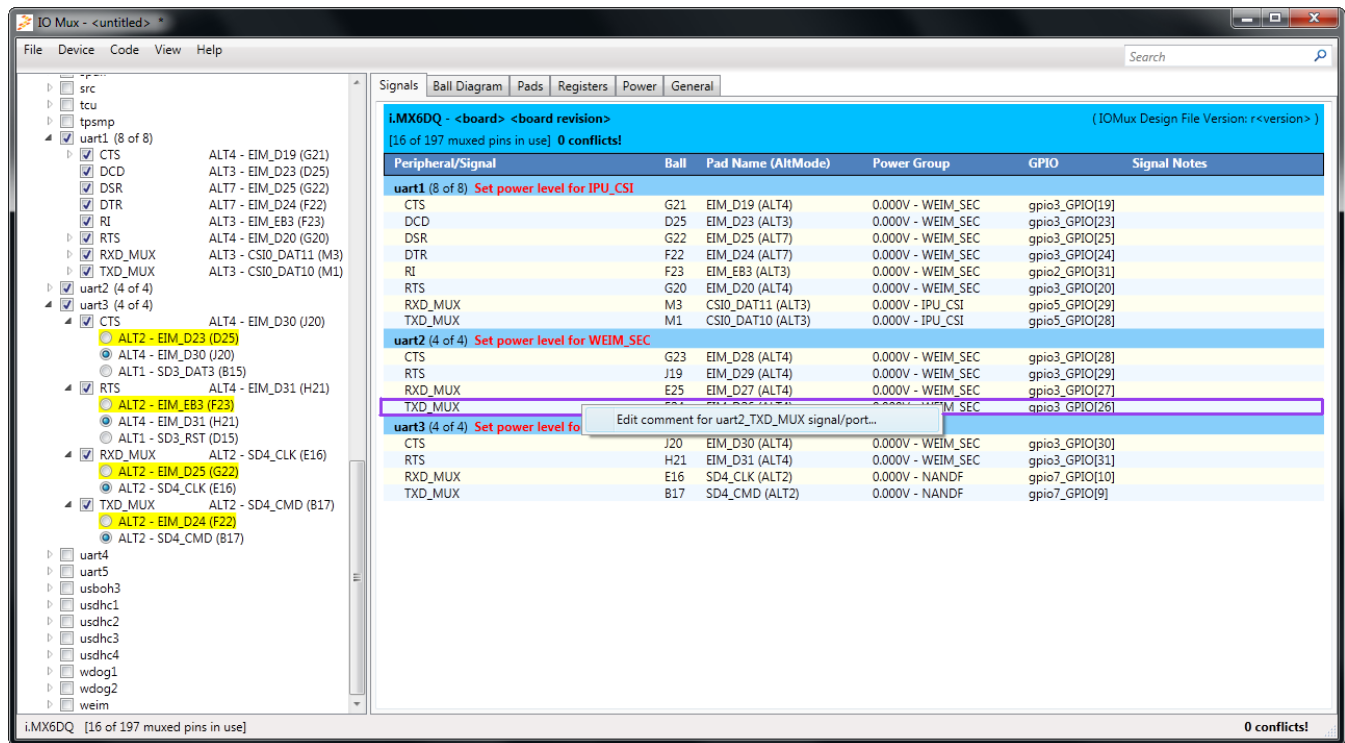 IO Mux - <untitled> *
File Device Code View Help
Search
src
tcu
tpsmp
uart1 (8 of 8)
CTS ALT4 - EIM_D19 (G21)
DCD ALT3 - EIM_D23 (D25)
DSR ALT7 - EIM_D25 (G22)
DTR ALT7 - EIM_D24 (F22)
RI ALT3 - EIM_EB3 (F23)
RTS ALT4 - EIM_D20 (G20)
RXD_MUX ALT3 - CSI0_DAT11 (M3)
TXD_MUX ALT3 - CSI0_DAT10 (M1)
uart2 (4 of 4)
uart3 (4 of 4)
CTS ALT4 - EIM_D30 (J20)
ALT2 - EIM_D23 (D25)
ALT4 - EIM_D30 (J20)
ALT1 - SD3_DAT3 (B15)
RTS ALT4 - EIM_D31 (H21)
ALT2 - EIM_EB3 (F23)
ALT4 - EIM_D31 (H21)
ALT1 - SD3_RST (D15)
RXD_MUX ALT2 - SD4_CLK (E16)
ALT2 - EIM_D25 (G22)
ALT2 - SD4_CLK (E16)
TXD_MUX ALT2 - SD4_CMD (B17)
ALT2 - EIM_D24 (F22)
ALT2 - SD4_CMD (B17)
uart4
uart5
usboh3
usdhc1
usdhc2
usdhc3
usdhc4
wdog1
wdog2
weim
Signals Ball Diagram Pads Registers Power General
i.MX6DQ - <board> <board revision> ( IOMux Design File Version: r<version> )
[16 of 197 muxed pins in use] 0 conflicts!
Peripheral/Signal Ball Pad Name (AltMode) Power Group GPIO Signal Notes
uart1 (8 of 8) Set power level for IPU_CSI
CTS G21 EIM_D19 (ALT4) 0.000V - WEIM_SEC gpio3_GPIO[19]
DCD D25 EIM_D23 (ALT3) 0.000V - WEIM_SEC gpio3_GPIO[23]
DSR G22 EIM_D25 (ALT7) 0.000V - WEIM_SEC gpio3_GPIO[25]
DTR F22 EIM_D24 (ALT7) 0.000V - WEIM_SEC gpio3_GPIO[24]
RI F23 EIM_EB3 (ALT3) 0.000V - WEIM_SEC gpio2_GPIO[31]
RTS G20 EIM_D20 (ALT4) 0.000V - WEIM_SEC gpio3_GPIO[20]
RXD_MUX M3 CSI0_DAT11 (ALT3) 0.000V - IPU_CSI gpio5_GPIO[29]
TXD_MUX M1 CSI0_DAT10 (ALT3) 0.000V - IPU_CSI gpio5_GPIO[28]
uart2 (4 of 4) Set power level for WEIM_SEC
CTS G23 EIM_D28 (ALT4) 0.000V - WEIM_SEC gpio3_GPIO[28]
RTS J19 EIM_D29 (ALT4) 0.000V - WEIM_SEC gpio3_GPIO[29]
RXD_MUX E25 EIM_D27 (ALT4) 0.000V - WEIM_SEC gpio3_GPIO[27]
TXD_MUX gpio3_GPIO[26]
Edit comment for uart2_TXD_MUX signal/port...
uart3 (4 of 4) Set power level fo
CTS J20 EIM_D30 (ALT4) 0.000V - WEIM_SEC gpio3_GPIO[30]
RTS H21 EIM_D31 (ALT4) 0.000V - WEIM_SEC gpio3_GPIO[31]
RXD_MUX E16 SD4_CLK (ALT2) 0.000V - NANDF gpio7_GPIO[10]
TXD_MUX B17 SD4_CMD (ALT2) 0.000V - NANDF gpio7_GPIO[9]
i.MX6DQ [16 of 197 muxed pins in use] 0 conflicts!